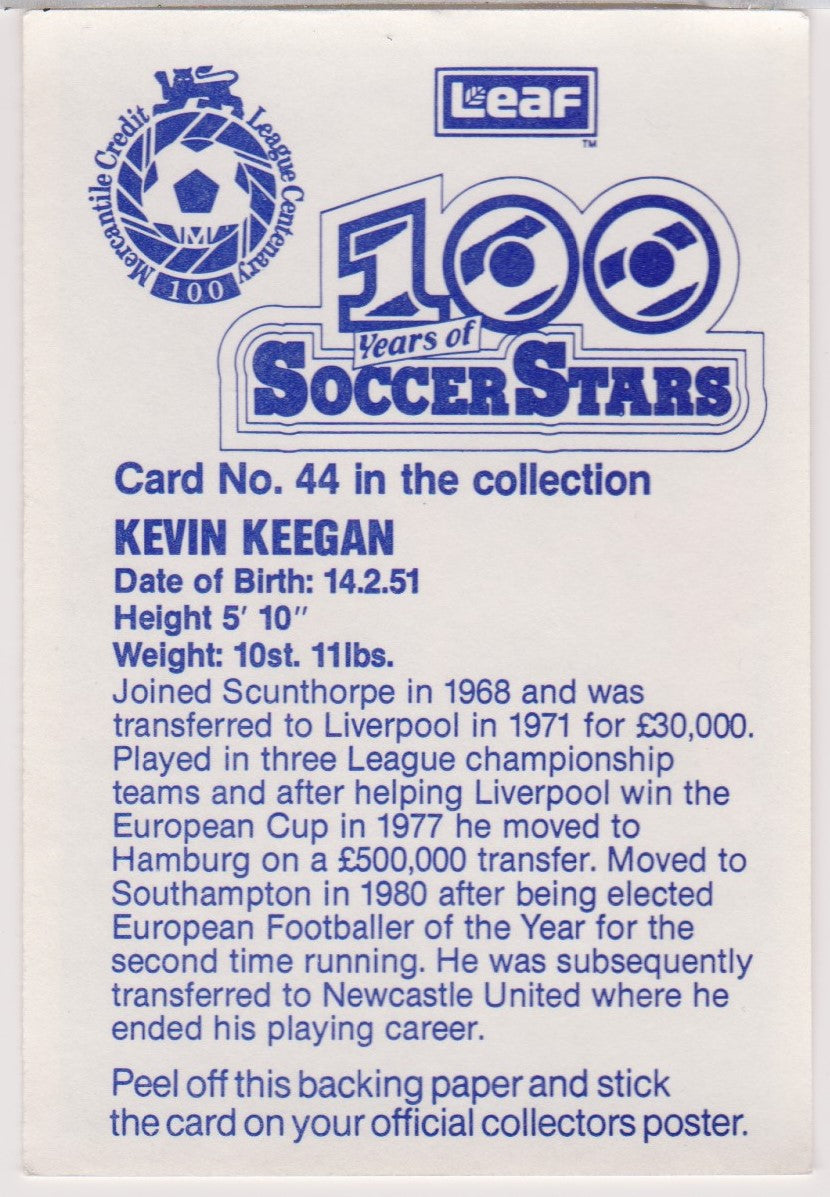 Mercantile Credit League Centenary
100
Leaf
TM
100
Years of
SOCCER STARS
Card No. 44 in the collection
KEVIN KEEGAN
Date of Birth: 14.2.51
Height 5′ 10″
Weight: 10st. 11lbs.
Joined Scunthorpe in 1968 and was
transferred to Liverpool in 1971 for £30,000.
Played in three League championship
teams and after helping Liverpool win the
European Cup in 1977 he moved to
Hamburg on a £500,000 transfer. Moved to
Southampton in 1980 after being elected
European Footballer of the Year for the
second time running. He was subsequently
transferred to Newcastle United where he
ended his playing career.
Peel off this backing paper and stick
the card on your official collectors poster.